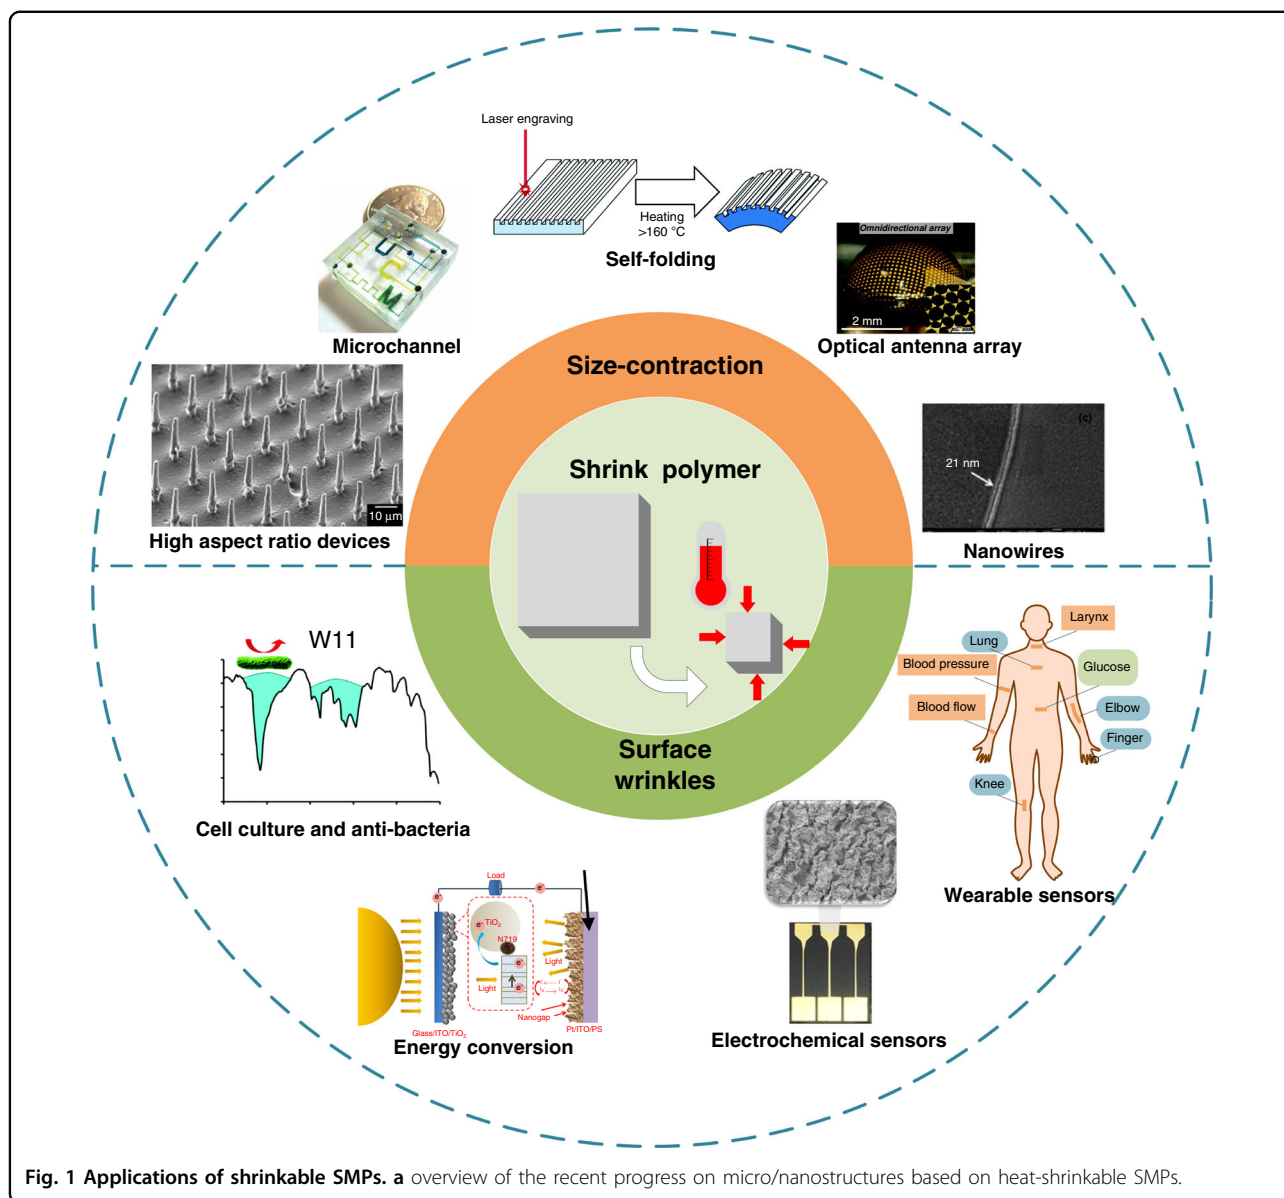 Laser engraving
Heating
>160 °C
Self-folding
Microchannel
Omnidirectional array
2 mm
Optical antenna array
Size-contraction
10 μm
High aspect ratio devices
(c)
21 nm
Nanowires
Shrink polymer
Surface
wrinkles
W11
Cell culture and anti-bacteria
Larynx
Lung
Blood pressure
Glucose
Blood flow
Elbow
Finger
Knee
Wearable sensors
Load
e⁻
e⁻
e⁻ TiO₂
N719
e⁻
Light
e⁻
Light
Nanogap
Glass/ITO/TiO₂
Pt/ITO/PS
Energy conversion
Electrochemical sensors
Fig. 1 Applications of shrinkable SMPs. a overview of the recent progress on micro/nanostructures based on heat-shrinkable SMPs.